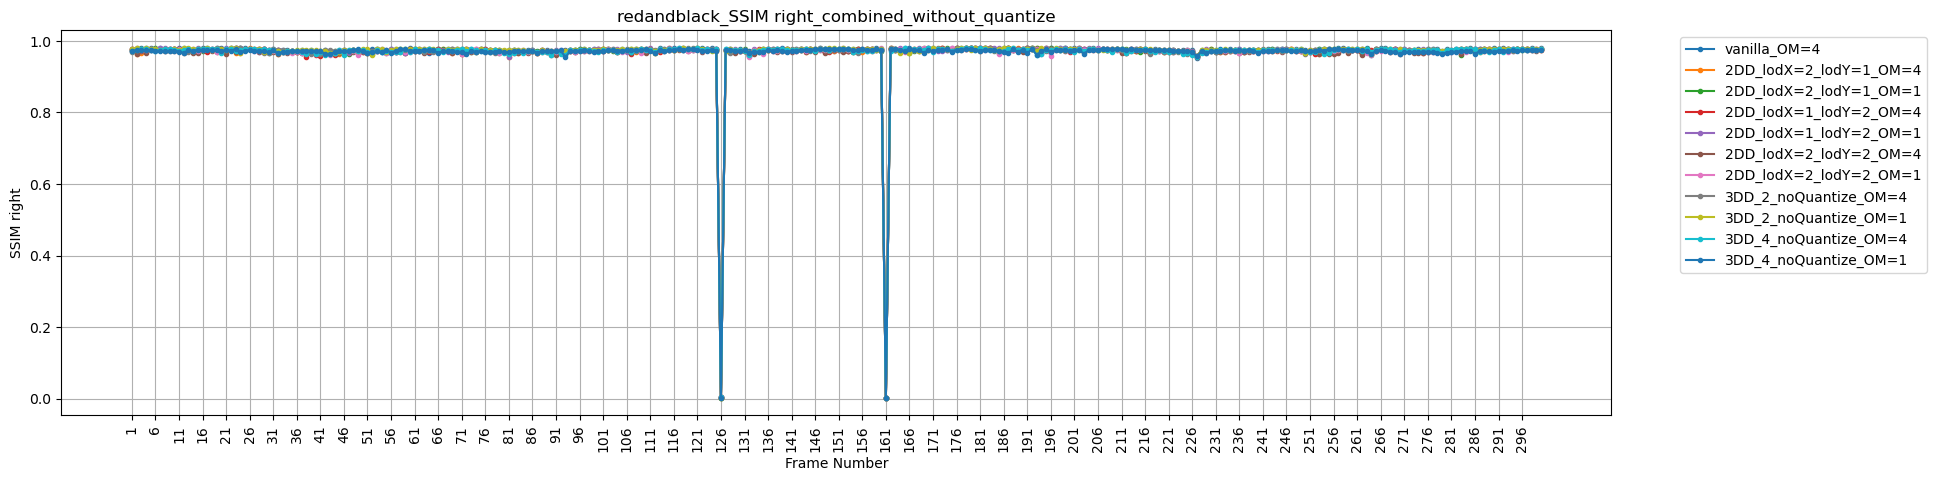 redandblack_SSIM right_combined_without_quantize
SSIM right
1.0
0.8
0.6
0.4
0.2
0.0
1 6 11 16 21 26 31 36 41 46 51 56 61 66 71 76 81 86 91 96 101 106 111 116 121 126 131 136 141 146 151 156 161 166 171 176 181 186 191 196 201 206 211 216 221 226 231 236 241 246 251 256 261 266 271 276 281 286 291 296
Frame Number
vanilla_OM=4
2DD_lodX=2_lodY=1_OM=4
2DD_lodX=2_lodY=1_OM=1
2DD_lodX=1_lodY=2_OM=4
2DD_lodX=1_lodY=2_OM=1
2DD_lodX=2_lodY=2_OM=4
2DD_lodX=2_lodY=2_OM=1
3DD_2_noQuantize_OM=4
3DD_2_noQuantize_OM=1
3DD_4_noQuantize_OM=4
3DD_4_noQuantize_OM=1